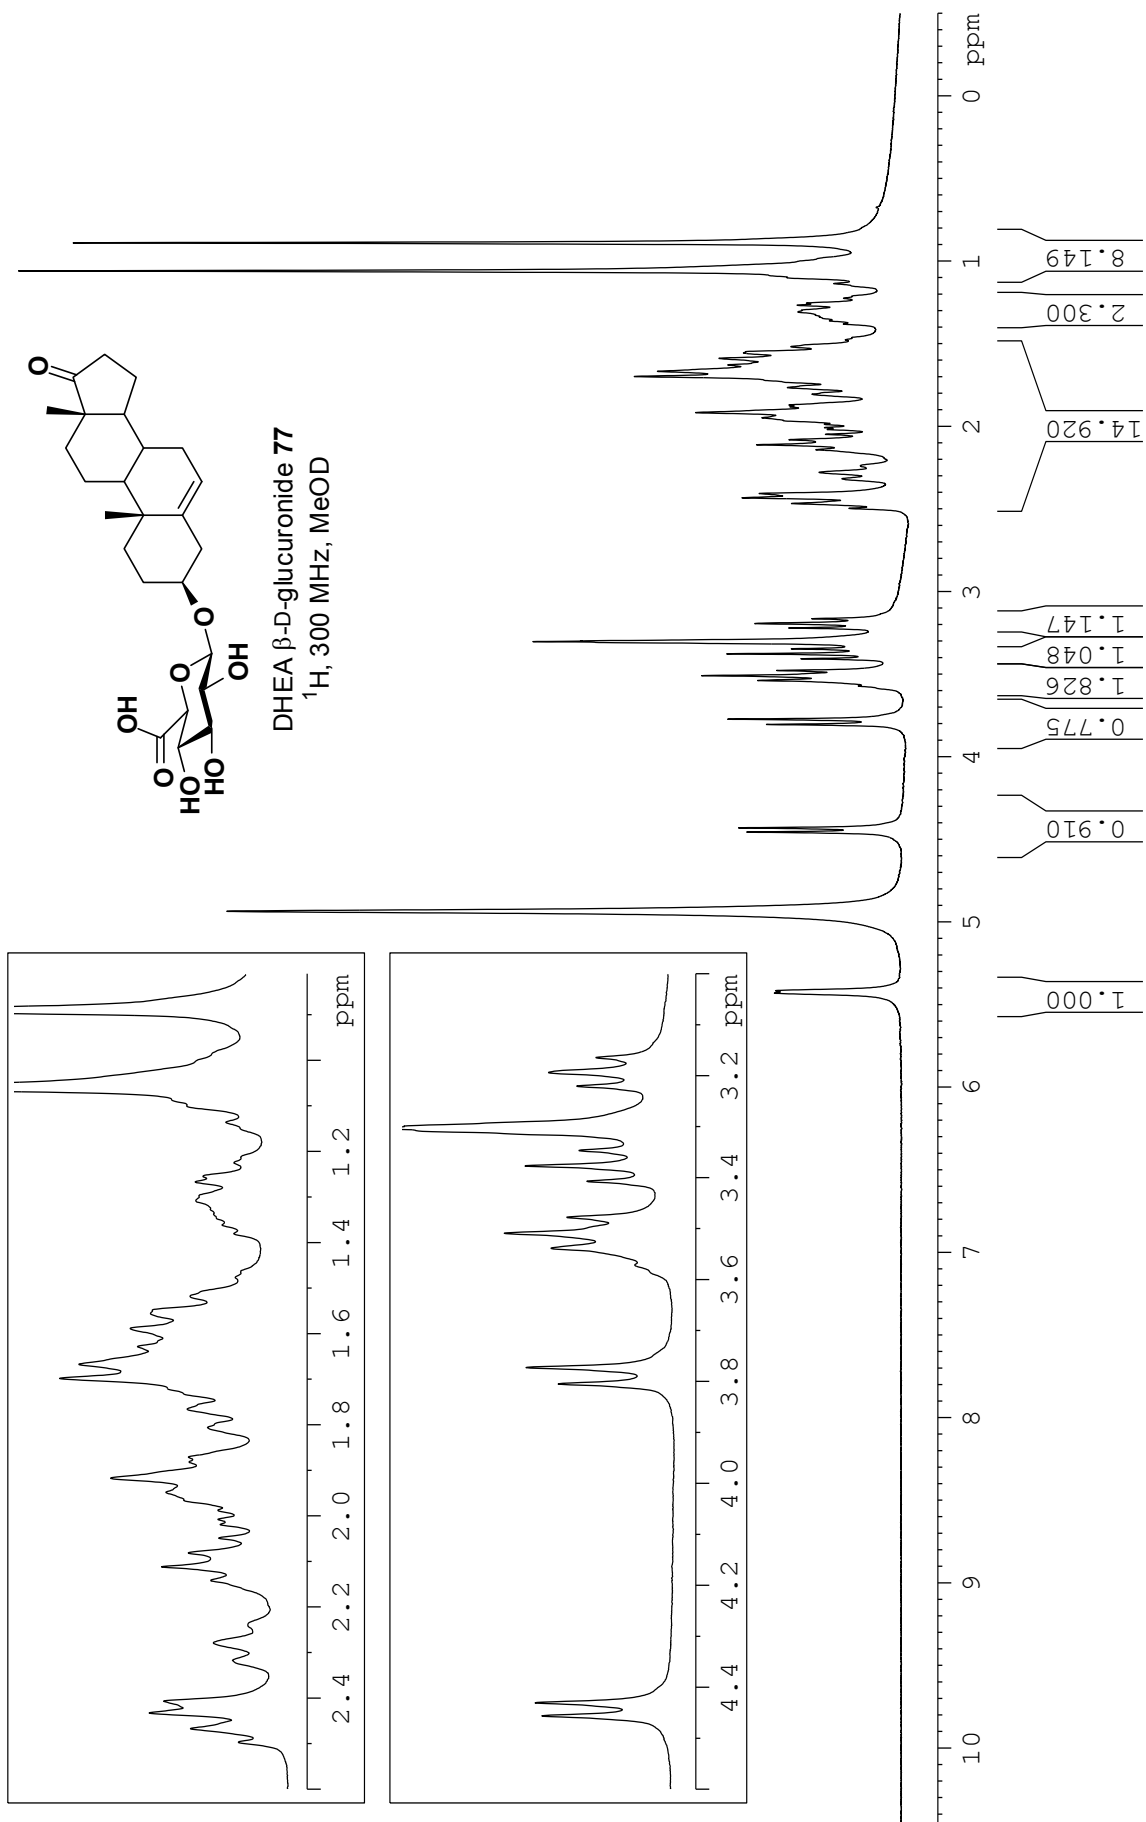 O
O
O
OH
O
OH
HO
HO
DHEA β-D-glucuronide 77
¹H, 300 MHz, MeOD
2.4 2.2 2.0 1.8 1.6 1.4 1.2 ppm
4.4 4.2 4.0 3.8 3.6 3.4 3.2 ppm
10 9 8 7 6 5 4 3 2 1 0 ppm
1.000
0.910
0.775
1.826
1.048
1.147
14.920
2.300
8.149